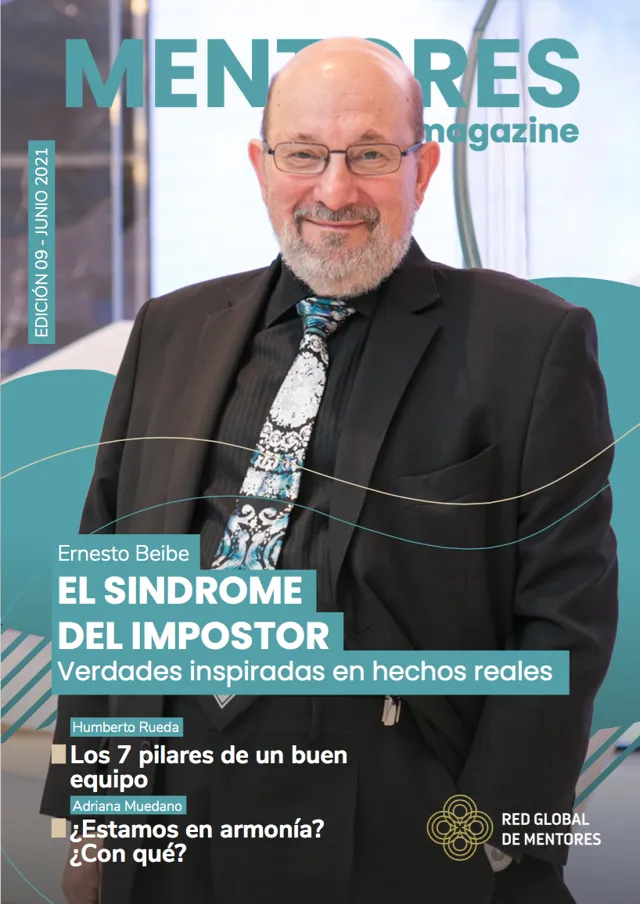 MENTORES
magazine
EDICIÓN 09 - JUNIO 2021
Ernesto Beibe
EL SINDROME
DEL IMPOSTOR
Verdades inspiradas en hechos reales
Humberto Rueda
Los 7 pilares de un buen
equipo
Adriana Muedano
¿Estamos en armonía?
¿Con qué?
RED GLOBAL
DE MENTORES